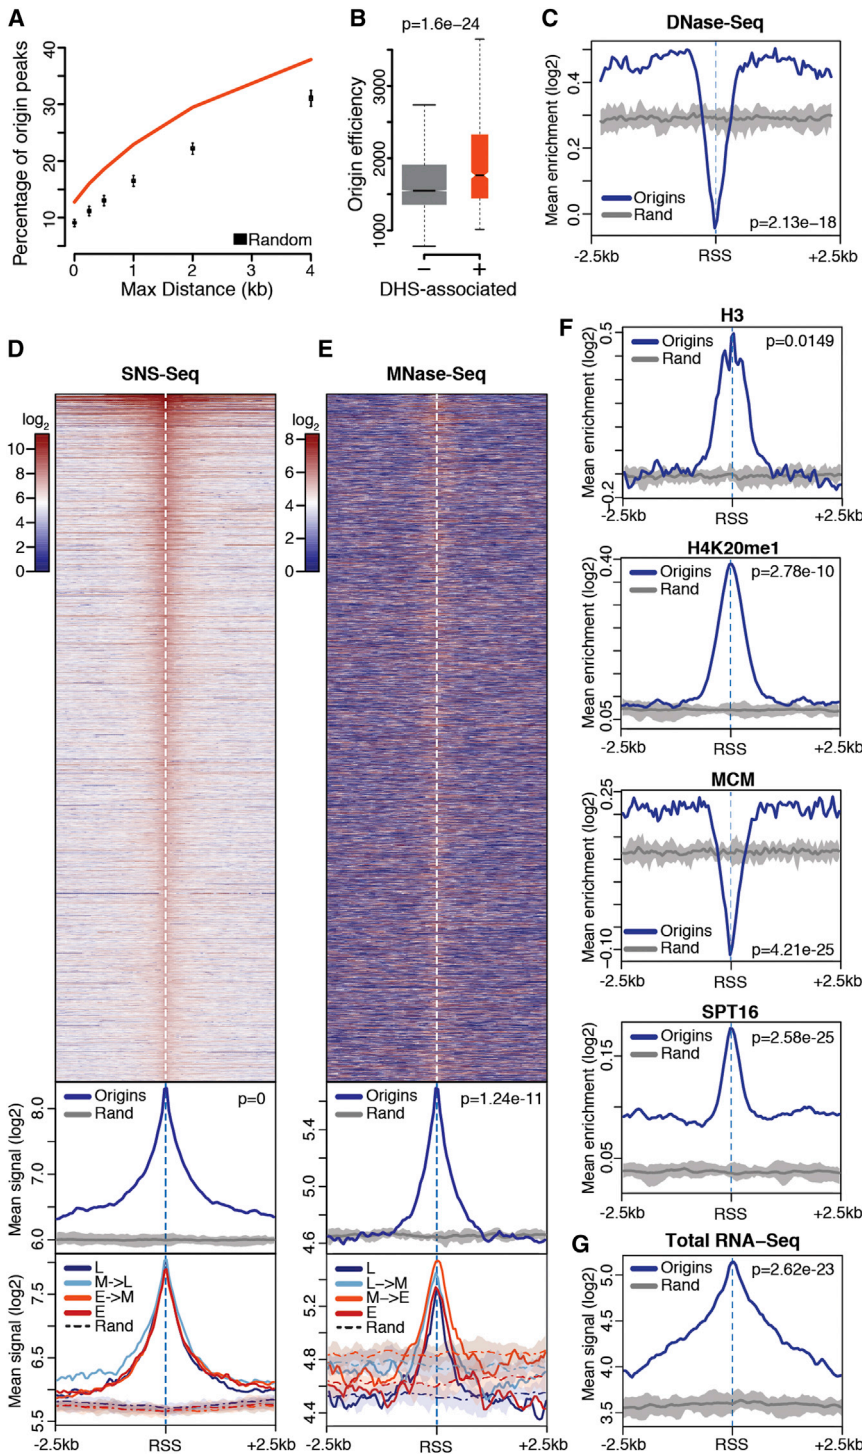 A
Percentage of origin peaks
10
20
30
40
Random
0
1
2
3
4
Max Distance (kb)
B
p=1.6e−24
Origin efficiency
1000
2000
3500
−
+
DHS-associated
C
DNase-Seq
Mean enrichment (log2)
0.0
0.2
0.4
Origins
Rand
p=2.13e−18
-2.5kb
RSS
+2.5kb
D
SNS-Seq
log2
10
8
6
4
2
0
Mean signal (log2)
6.0
7.0
8.0
Origins
Rand
p=0
Mean signal (log2)
5.5
6.5
7.5
L
M->L
E->M
E
Rand
-2.5kb
RSS
+2.5kb
E
MNase-Seq
log2
8
6
4
2
0
4.6
5.0
5.4
Origins
Rand
p=1.24e-11
4.4
4.8
5.2
L
L->M
M->E
E
Rand
-2.5kb
RSS
+2.5kb
F
H3
Mean enrichment (log2)
−0.2
0.5
Origins
Rand
p=0.0149
-2.5kb
RSS
+2.5kb
H4K20me1
Mean enrichment (log2)
0.05
0.40
Origins
Rand
p=2.78e-10
-2.5kb
RSS
+2.5kb
MCM
Mean enrichment (log2)
−0.10
0.25
Origins
Rand
p=4.21e-25
-2.5kb
RSS
+2.5kb
SPT16
Mean enrichment (log2)
0.05
0.15
Origins
Rand
p=2.58e-25
-2.5kb
RSS
+2.5kb
G
Total RNA−Seq
Mean signal (log2)
3.5
4.0
5.0
Origins
Rand
p=2.62e-23
-2.5kb
RSS
+2.5kb